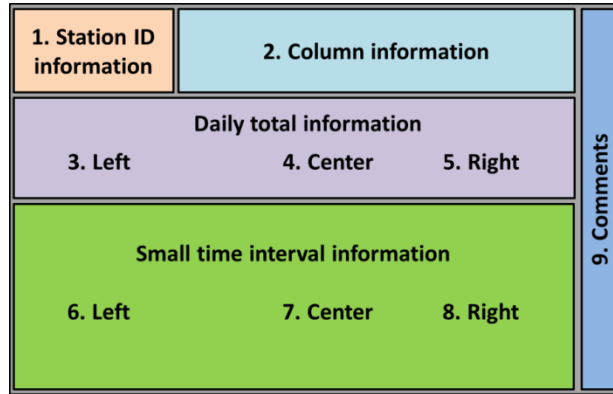 1. Station ID
information
2. Column information
Daily total information
3. Left
4. Center
5. Right
Small time interval information
6. Left
7. Center
8. Right
9. Comments